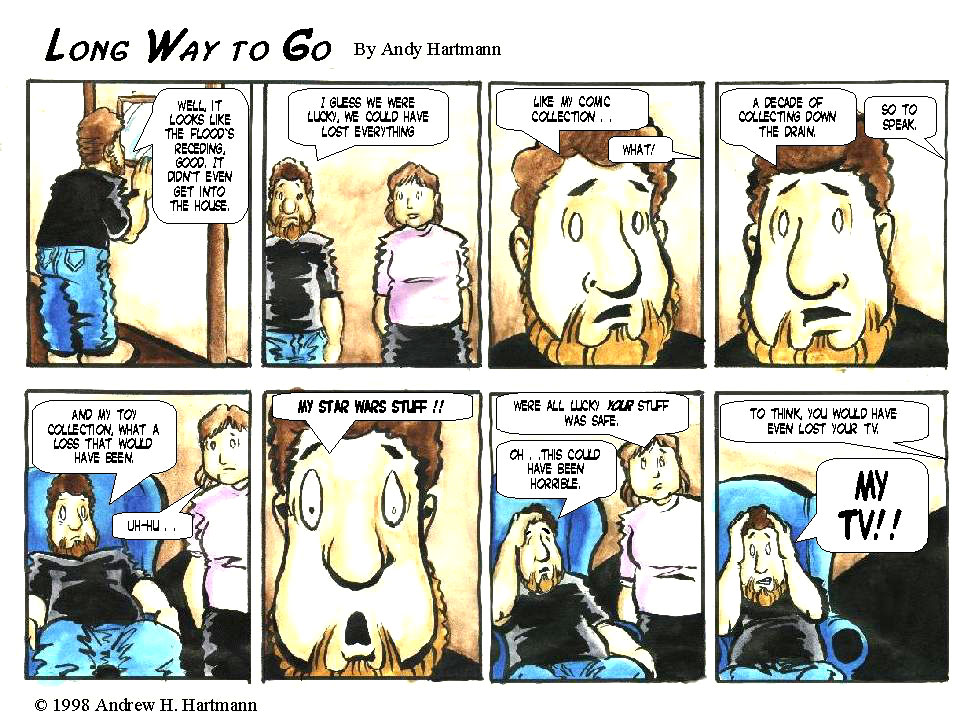 LONG WAY TO GO By Andy Hartmann
WELL, IT
LOOKS LIKE
THE FLOOD'S
RECEDING,
GOOD. IT
DIDN'T EVEN
GET INTO
THE HOUSE.
I GUESS WE WERE
LUCKY, WE COULD HAVE
LOST EVERYTHING
LIKE MY COMIC
COLLECTION . .
WHAT!
A DECADE OF
COLLECTING DOWN
THE DRAIN.
SO TO
SPEAK.
AND MY TOY
COLLECTION, WHAT A
LOSS THAT WOULD
HAVE BEEN.
UH-HU . .
MY STAR WARS STUFF !!
WERE ALL LUCKY YOUR STUFF
WAS SAFE.
OH . . .THIS COULD
HAVE BEEN
HORRIBLE.
TO THINK, YOU WOULD HAVE
EVEN LOST YOUR TV.
MY
TV!!
© 1998 Andrew H. Hartmann